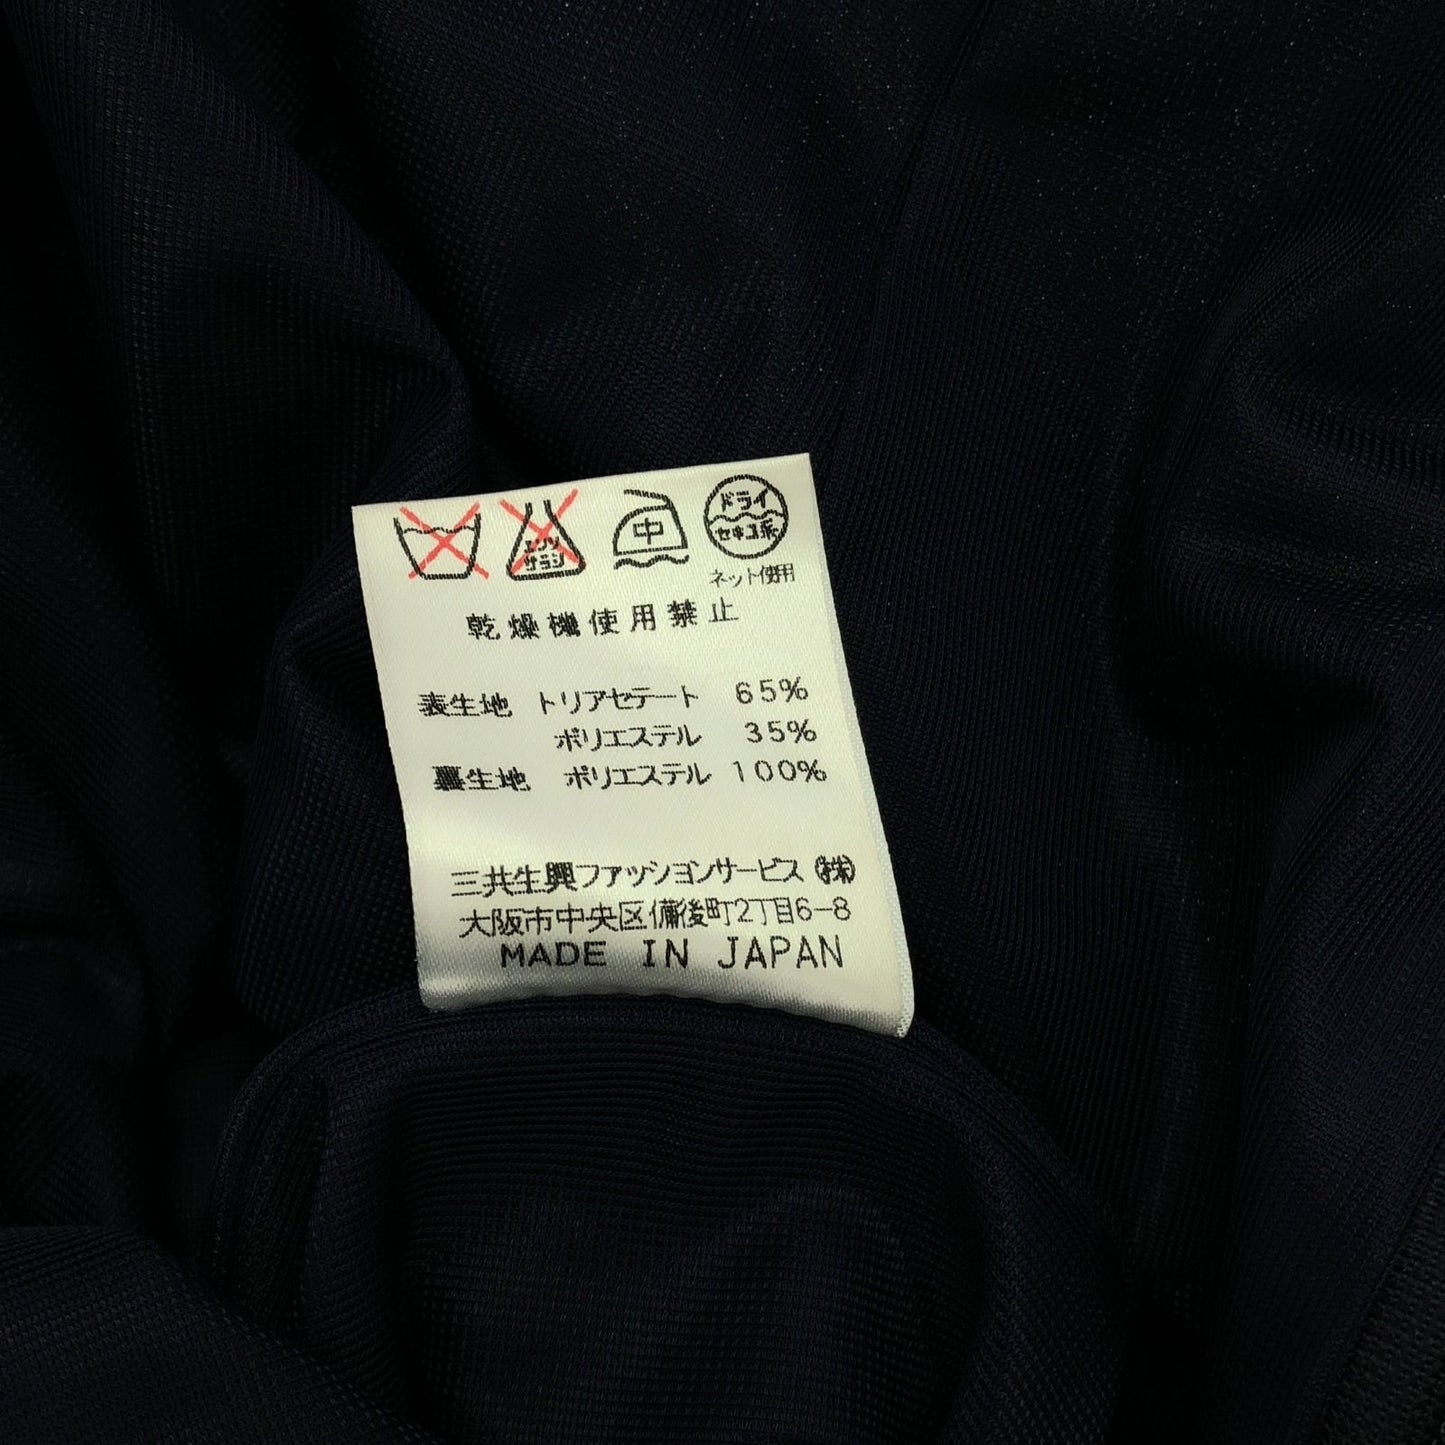 エンソ
サラシ
中
ドライ
セキユ系
ネット使用
乾燥機使用禁止
表生地 トリアセテート 65%
ポリエステル 35%
裏生地 ポリエステル 100%
三共生興ファッションサービス(株)
大阪市中央区備後町2丁目6-8
MADE IN JAPAN